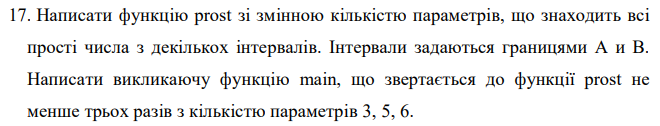 17. Написати функцію prost зі змінною кількістю параметрів, що знаходить всі
прості числа з декількох інтервалів. Інтервали задаються границями А и В.
Написати викликаючу функцію main, що звертається до функції prost не
менше трьох разів з кількістю параметрів 3, 5, 6.